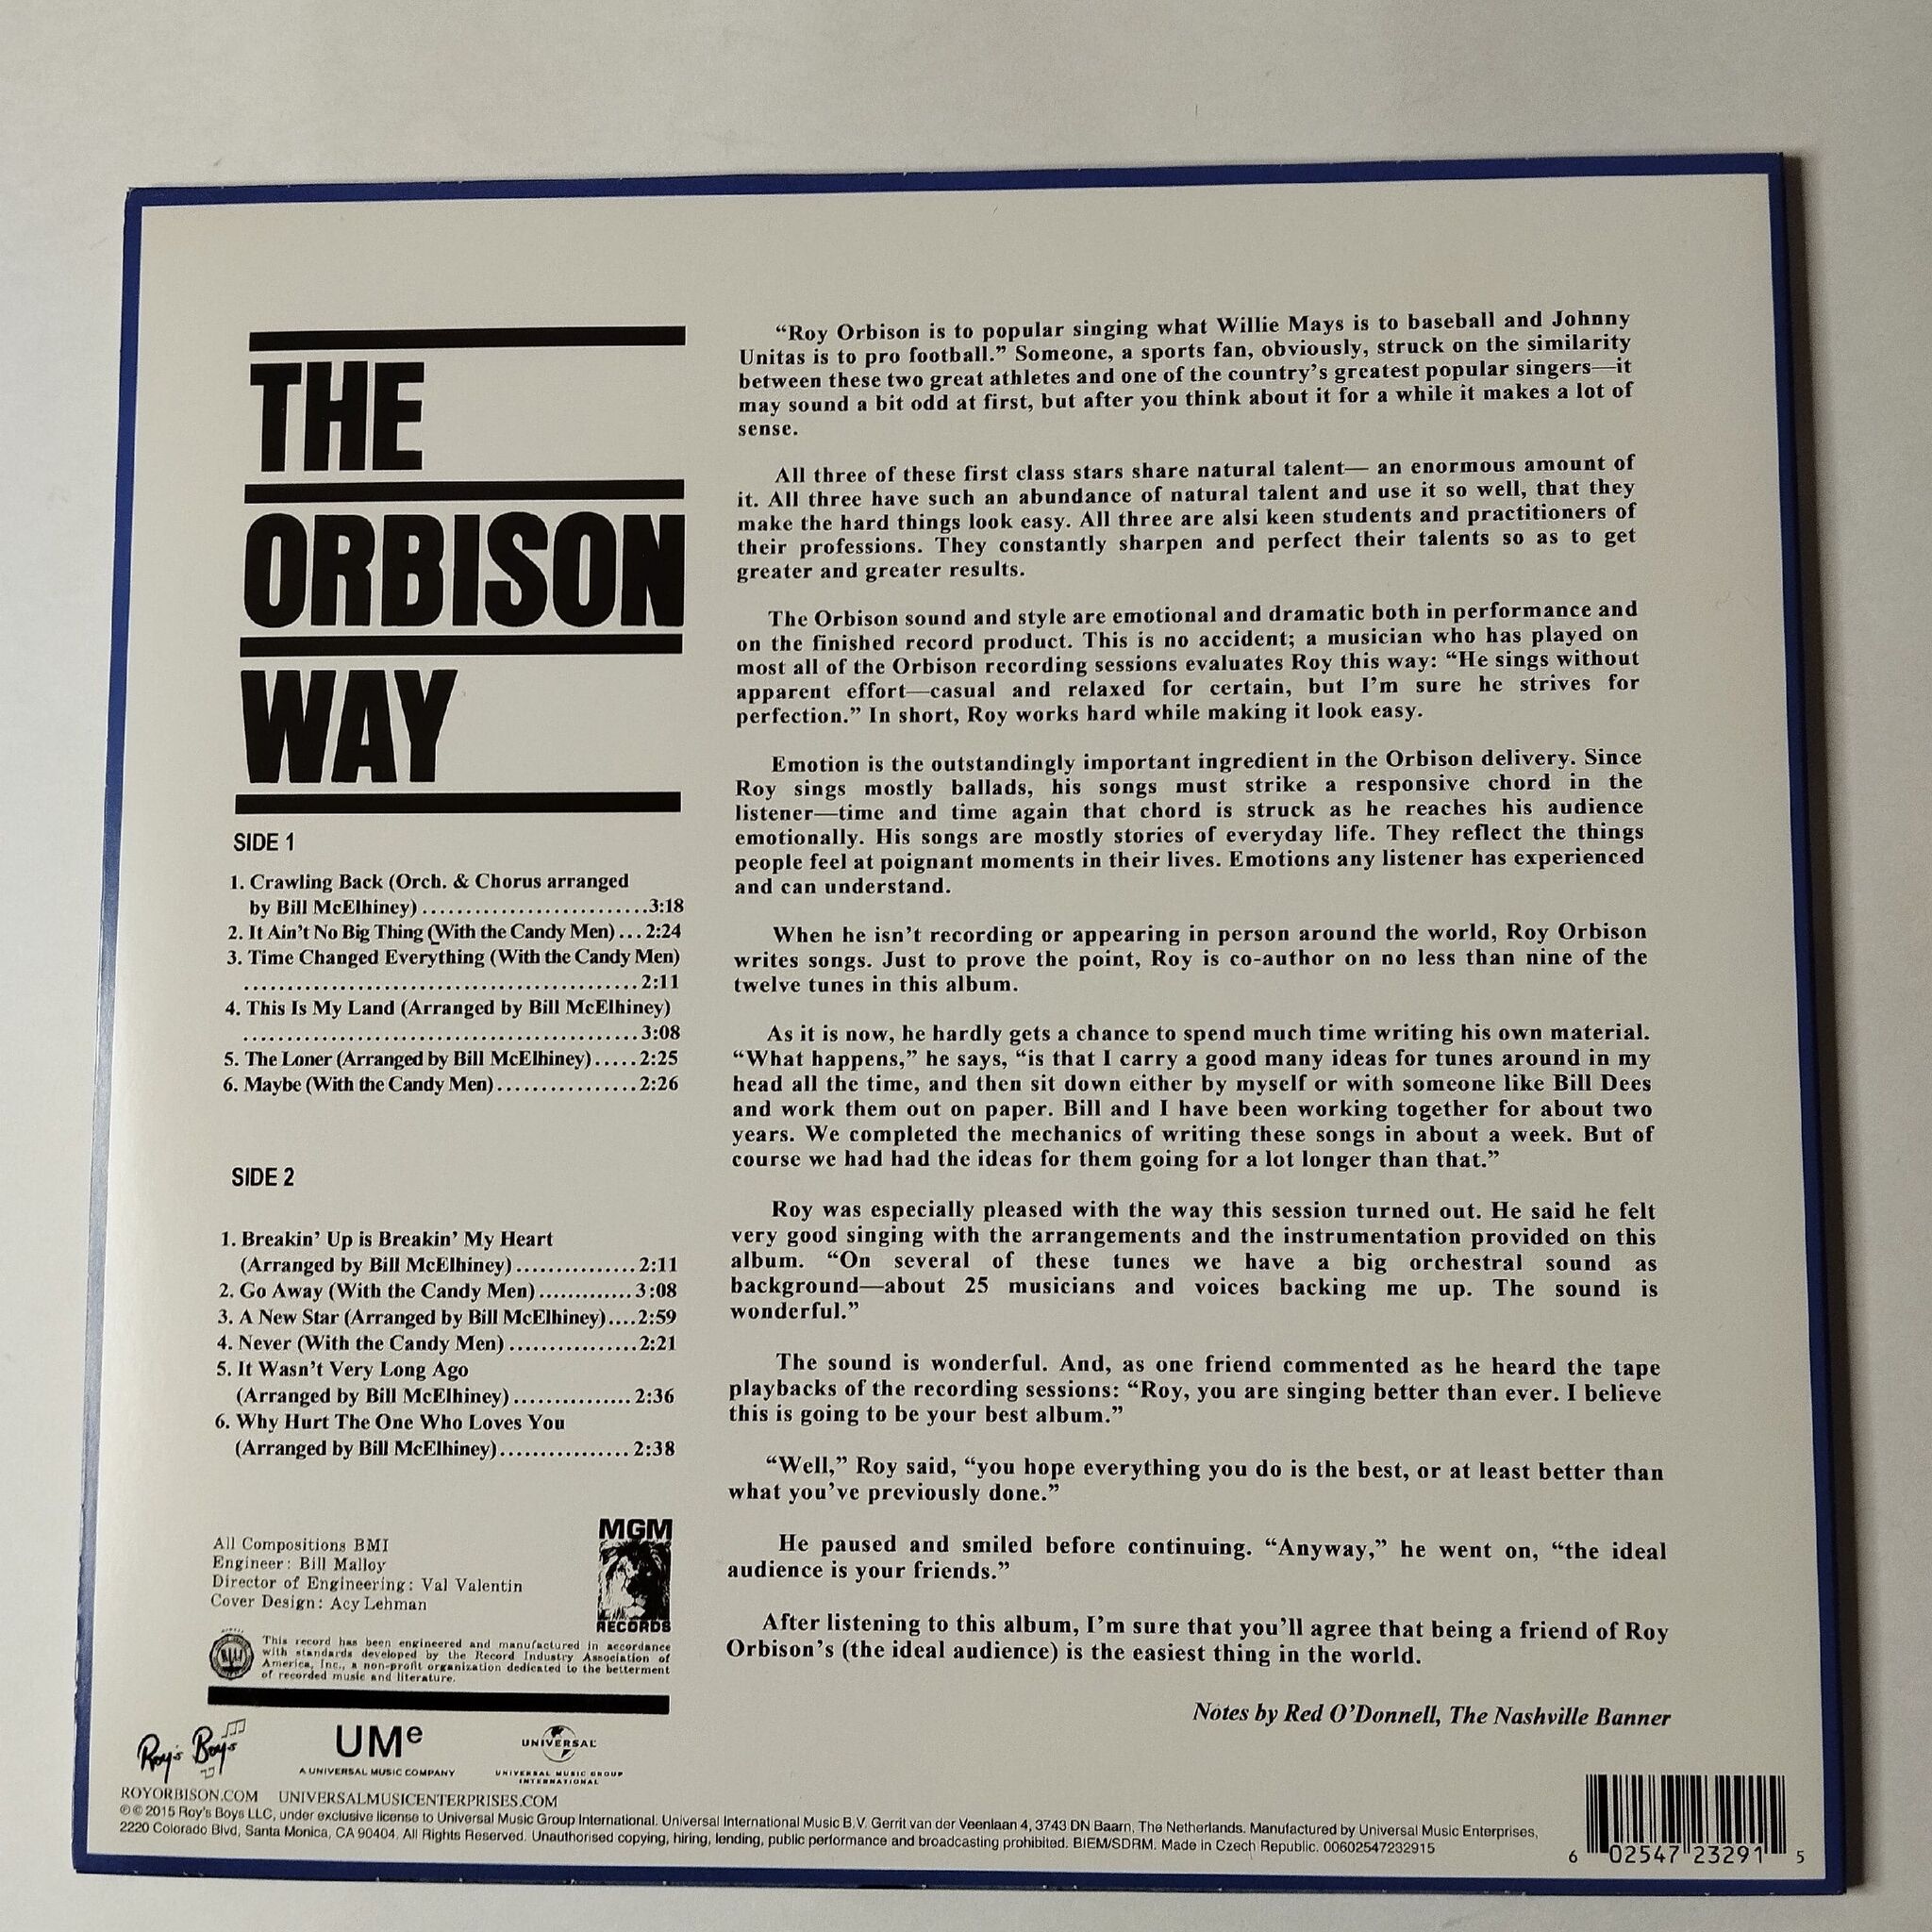 THE
ORBISON
WAY
SIDE 1
1. Crawling Back (Orch. & Chorus arranged
by Bill McElhiney) ..........................3:18
2. It Ain't No Big Thing (With the Candy Men) ...2:24
3. Time Changed Everything (With the Candy Men)
.............................................2:11
4. This Is My Land (Arranged by Bill McElhiney)
.............................................3:08
5. The Loner (Arranged by Bill McElhiney).....2:25
6. Maybe (With the Candy Men)................2:26
SIDE 2
1. Breakin' Up is Breakin' My Heart
(Arranged by Bill McElhiney)...............2:11
2. Go Away (With the Candy Men).............3:08
3. A New Star (Arranged by Bill McElhiney)....2:59
4. Never (With the Candy Men)................2:21
5. It Wasn't Very Long Ago
(Arranged by Bill McElhiney)...............2:36
6. Why Hurt The One Who Loves You
(Arranged by Bill McElhiney)................2:38
All Compositions BMI
Engineer: Bill Malloy
Director of Engineering: Val Valentin
Cover Design: Acy Lehman
MGM
RECORDS
This record has been engineered and manufactured in accordance
with standards developed by the Record Industry Association of
America, Inc., a non-profit organization dedicated to the betterment
of recorded music and literature.
“Roy Orbison is to popular singing what Willie Mays is to baseball and Johnny
Unitas is to pro football.” Someone, a sports fan, obviously, struck on the similarity
between these two great athletes and one of the country's greatest popular singers—it
may sound a bit odd at first, but after you think about it for a while it makes a lot of
sense.
All three of these first class stars share natural talent— an enormous amount of
it. All three have such an abundance of natural talent and use it so well, that they
make the hard things look easy. All three are alsi keen students and practitioners of
their professions. They constantly sharpen and perfect their talents so as to get
greater and greater results.
The Orbison sound and style are emotional and dramatic both in performance and
on the finished record product. This is no accident; a musician who has played on
most all of the Orbison recording sessions evaluates Roy this way: “He sings without
apparent effort—casual and relaxed for certain, but I'm sure he strives for
perfection.” In short, Roy works hard while making it look easy.
Emotion is the outstandingly important ingredient in the Orbison delivery. Since
Roy sings mostly ballads, his songs must strike a responsive chord in the
listener—time and time again that chord is struck as he reaches his audience
emotionally. His songs are mostly stories of everyday life. They reflect the things
people feel at poignant moments in their lives. Emotions any listener has experienced
and can understand.
When he isn't recording or appearing in person around the world, Roy Orbison
writes songs. Just to prove the point, Roy is co-author on no less than nine of the
twelve tunes in this album.
As it is now, he hardly gets a chance to spend much time writing his own material.
“What happens,” he says, “is that I carry a good many ideas for tunes around in my
head all the time, and then sit down either by myself or with someone like Bill Dees
and work them out on paper. Bill and I have been working together for about two
years. We completed the mechanics of writing these songs in about a week. But of
course we had had the ideas for them going for a lot longer than that.”
Roy was especially pleased with the way this session turned out. He said he felt
very good singing with the arrangements and the instrumentation provided on this
album. “On several of these tunes we have a big orchestral sound as
background—about 25 musicians and voices backing me up. The sound is
wonderful.”
The sound is wonderful. And, as one friend commented as he heard the tape
playbacks of the recording sessions: “Roy, you are singing better than ever. I believe
this is going to be your best album.”
“Well,” Roy said, “you hope everything you do is the best, or at least better than
what you've previously done.”
He paused and smiled before continuing. “Anyway,” he went on, “the ideal
audience is your friends.”
After listening to this album, I'm sure that you'll agree that being a friend of Roy
Orbison's (the ideal audience) is the easiest thing in the world.
Notes by Red O'Donnell, The Nashville Banner
Roy's Boys
UMe
A UNIVERSAL MUSIC COMPANY
UNIVERSAL
UNIVERSAL MUSIC GROUP
INTERNATIONAL
ROYORBISON.COM UNIVERSALMUSICENTERPRISES.COM
℗© 2015 Roy's Boys LLC, under exclusive license to Universal Music Group International. Universal International Music B.V. Gerrit van der Veenlaan 4, 3743 DN Baarn, The Netherlands. Manufactured by Universal Music Enterprises,
2220 Colorado Blvd, Santa Monica, CA 90404. All Rights Reserved. Unauthorised copying, hiring, lending, public performance and broadcasting prohibited. BIEM/SDRM. Made in Czech Republic. 00602547232915
6 02547 23291 5